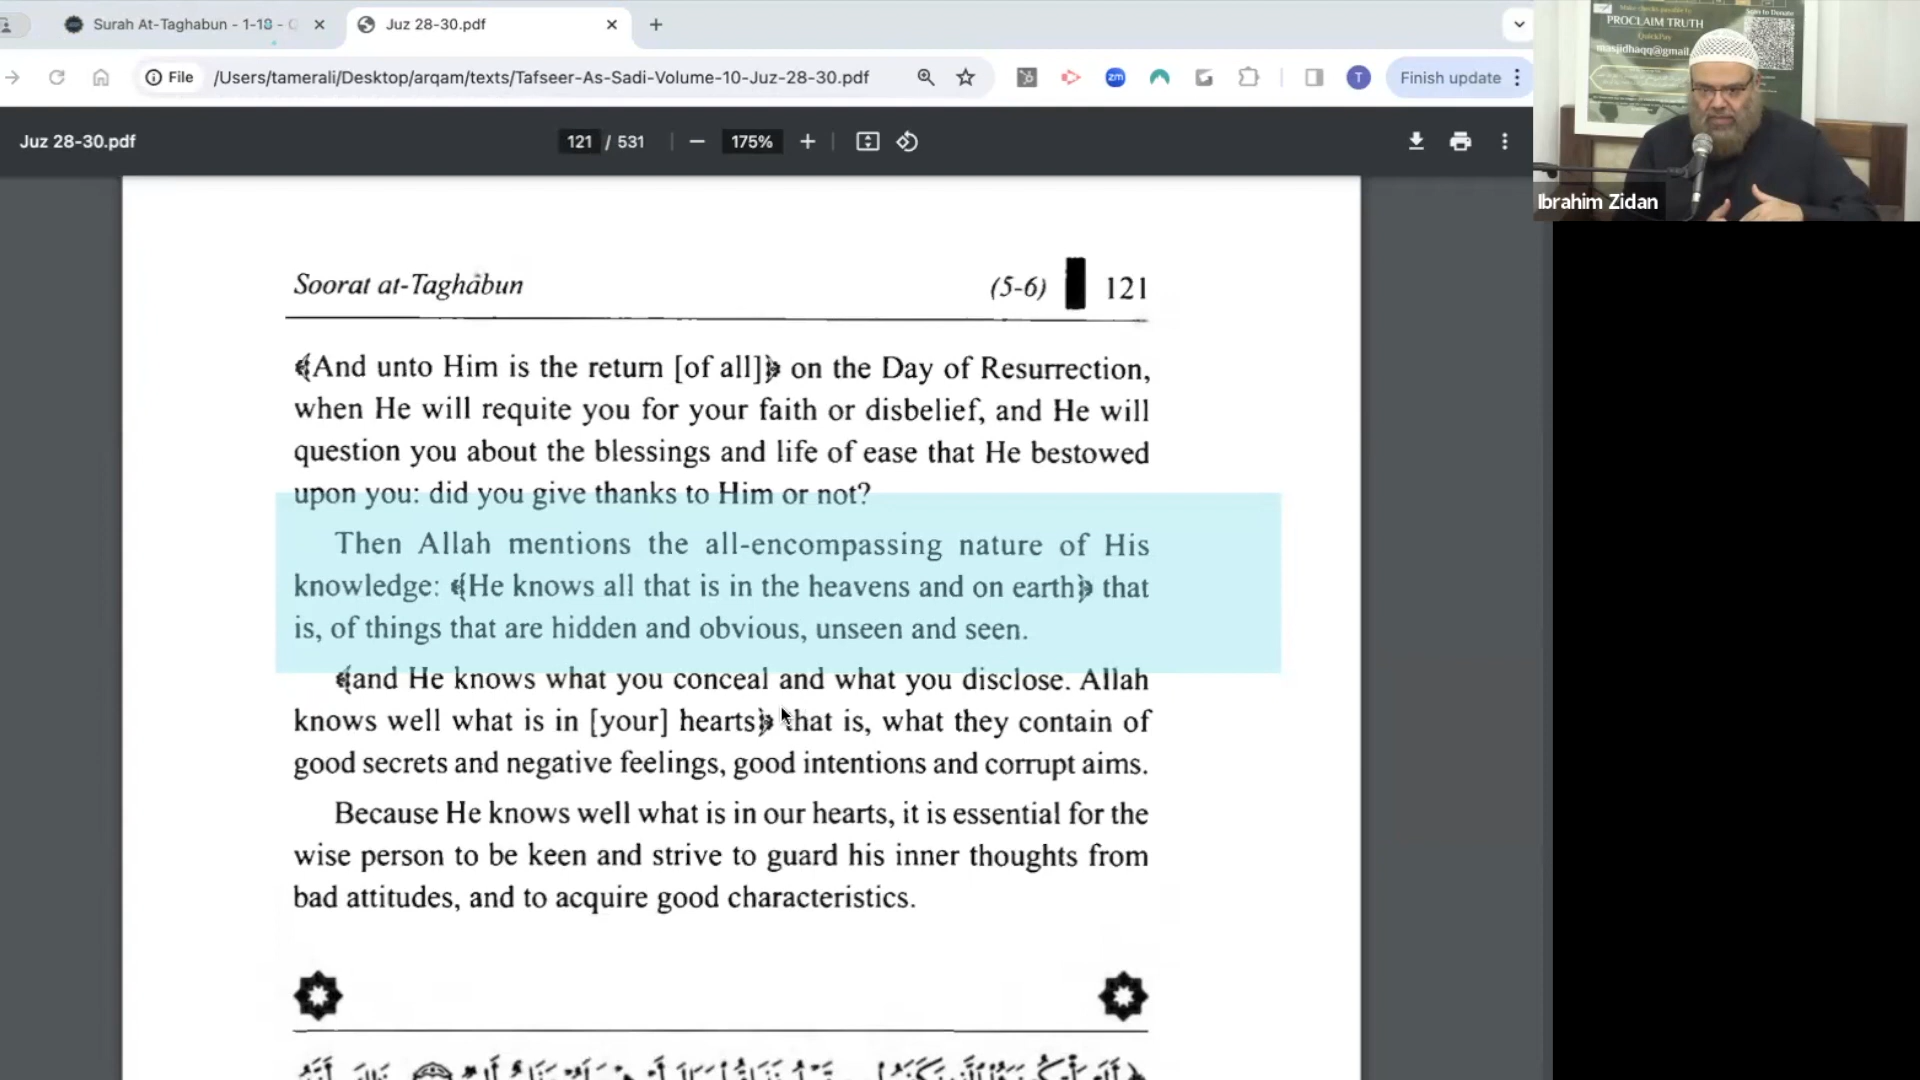 Surah At-Taghabun - 1-18 -
Juz 28-30.pdf
File
/Users/tamerali/Desktop/arqam/texts/Tafseer-As-Sadi-Volume-10-Juz-28-30.pdf
zm
T
Finish update
Juz 28-30.pdf
121 / 531
175%
PROCLAIM TRUTH
QuickPay
masjidhaqq@gmail.
Ibrahim Zidan
Soorat at-Taghâbun (5-6) 121
﴾And unto Him is the return [of all]﴿ on the Day of Resurrection,
when He will requite you for your faith or disbelief, and He will
question you about the blessings and life of ease that He bestowed
upon you: did you give thanks to Him or not?
Then Allah mentions the all-encompassing nature of His
knowledge: ﴾He knows all that is in the heavens and on earth﴿ that
is, of things that are hidden and obvious, unseen and seen.
﴾and He knows what you conceal and what you disclose. Allah
knows well what is in [your] hearts﴿ that is, what they contain of
good secrets and negative feelings, good intentions and corrupt aims.
Because He knows well what is in our hearts, it is essential for the
wise person to be keen and strive to guard his inner thoughts from
bad attitudes, and to acquire good characteristics.